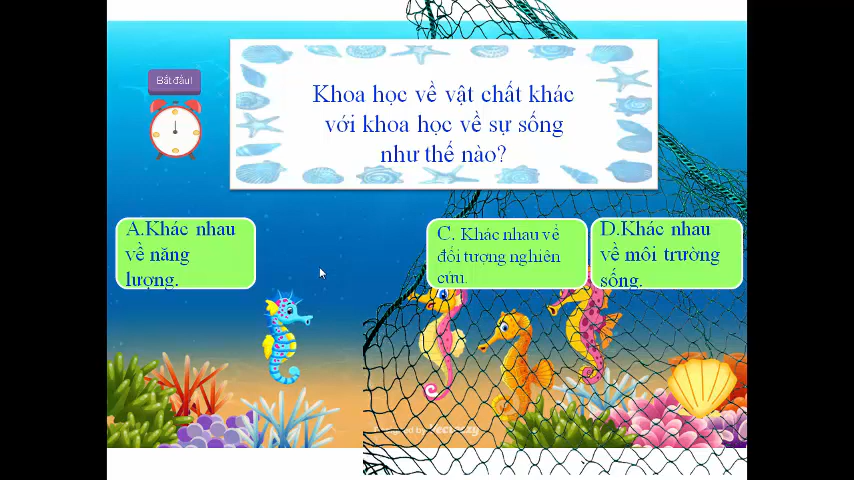 Bắt đầu!
Khoa học về vật chất khác
với khoa học về sự sống
như thế nào?
A.Khác nhau
về năng
lượng.
C. Khác nhau về
đối tượng nghiên
cứu.
D.Khác nhau
về môi trường
sống.